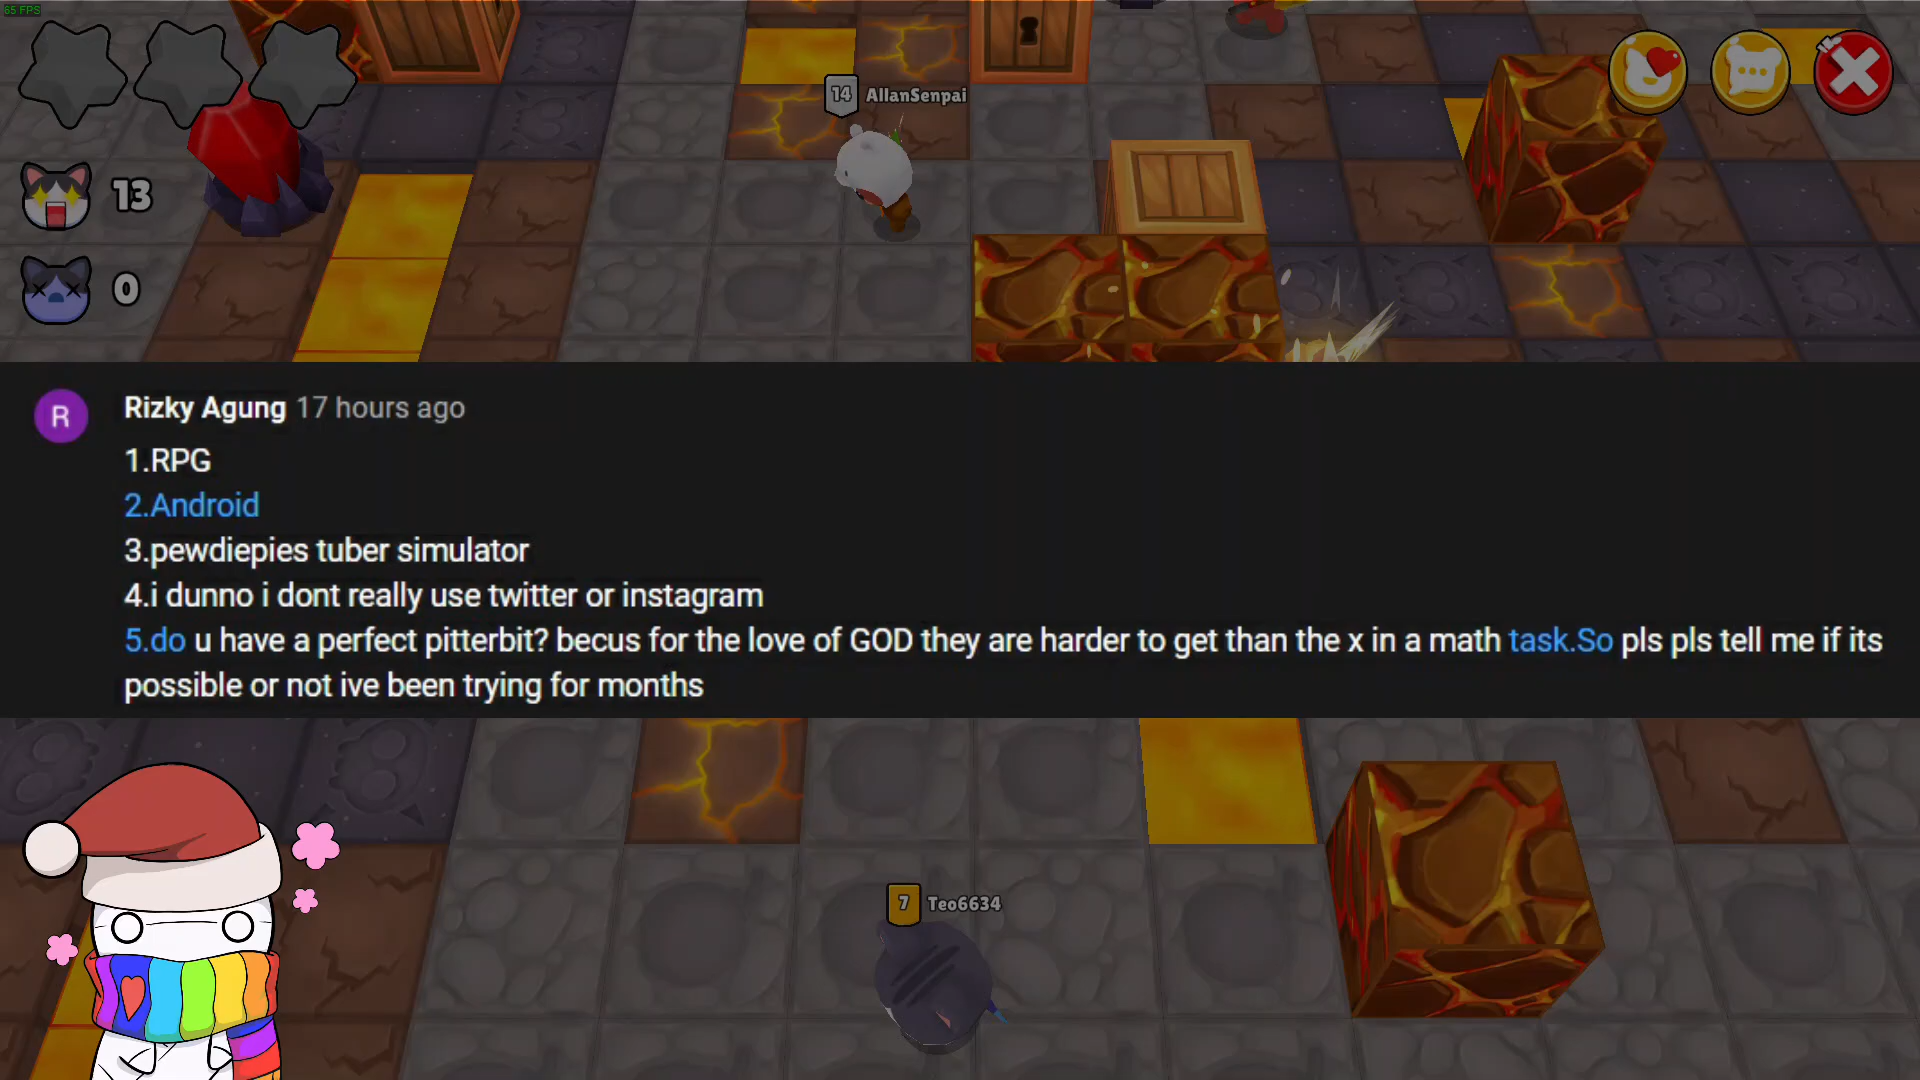 65 FPS
14 AllanSenpai
13
0
R
Rizky Agung 17 hours ago
1.RPG
2.Android
3.pewdiepies tuber simulator
4.i dunno i dont really use twitter or instagram
5.do u have a perfect pitterbit? becus for the love of GOD they are harder to get than the x in a math task.So pls pls tell me if its
possible or not ive been trying for months
7 Teo6634